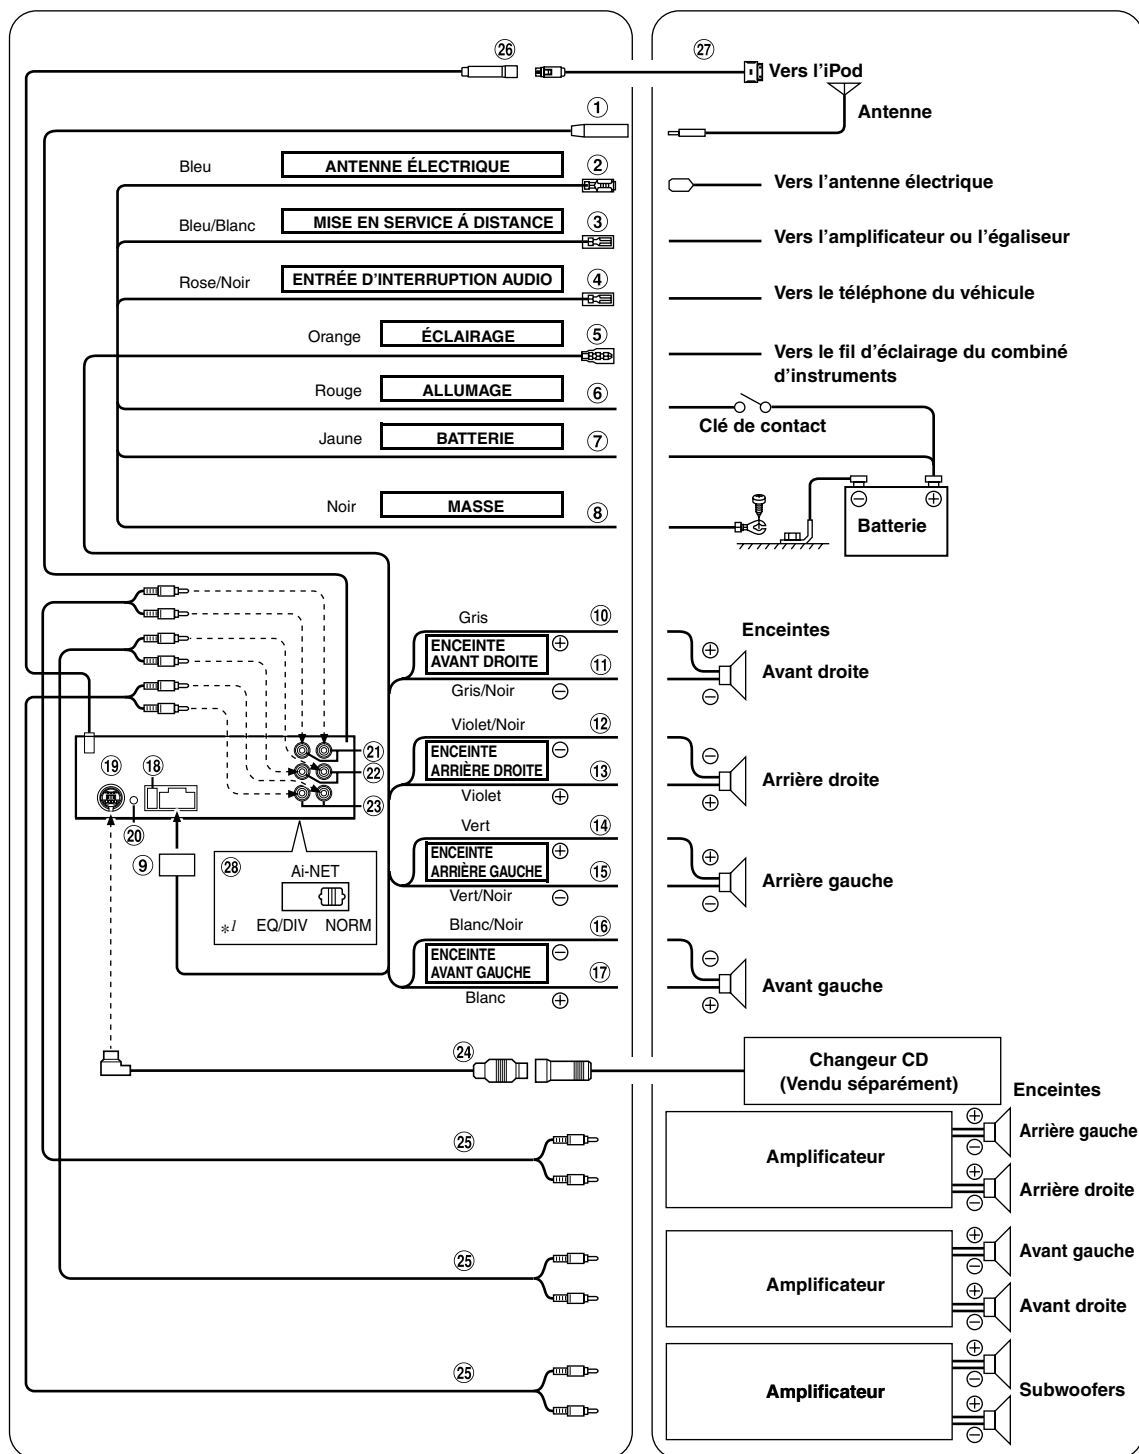 ㉖
㉗
Vers l'iPod
①
Antenne
Bleu
ANTENNE ÉLECTRIQUE
②
Vers l'antenne électrique
Bleu/Blanc
MISE EN SERVICE Á DISTANCE
③
Vers l'amplificateur ou l'égaliseur
Rose/Noir
ENTRÉE D'INTERRUPTION AUDIO
④
Vers le téléphone du véhicule
Orange
ÉCLAIRAGE
⑤
Vers le fil d'éclairage du combiné
d'instruments
Rouge
ALLUMAGE
⑥
Clé de contact
Jaune
BATTERIE
⑦
Noir
MASSE
⑧
⊖ ⊕
Batterie
Gris
⑩
Enceintes
ENCEINTE
AVANT DROITE
⊕
⑪
Gris/Noir
⊖
⊕
Avant droite
⊖
Violet/Noir
⑫
ENCEINTE
ARRIÈRE DROITE
⊖
⑬
Violet
⊕
⊖
Arrière droite
⊕
Vert
⑭
ENCEINTE
ARRIÈRE GAUCHE
⊕
⑮
Vert/Noir
⊖
⊕
Arrière gauche
⊖
Blanc/Noir
⑯
ENCEINTE
AVANT GAUCHE
⊖
⑰
Blanc
⊕
⊖
Avant gauche
⊕
⑲
⑱
⑳
㉑
㉒
㉓
⑨
㉘
Ai-NET
*1 EQ/DIV NORM
㉔
Changeur CD
(Vendu séparément)
Enceintes
㉕
Amplificateur
⊕
⊖
Arrière gauche
⊕
⊖
Arrière droite
㉕
Amplificateur
⊕
⊖
Avant gauche
⊕
⊖
Avant droite
㉕
Amplificateur
⊕
⊖
Subwoofers
⊕
⊖